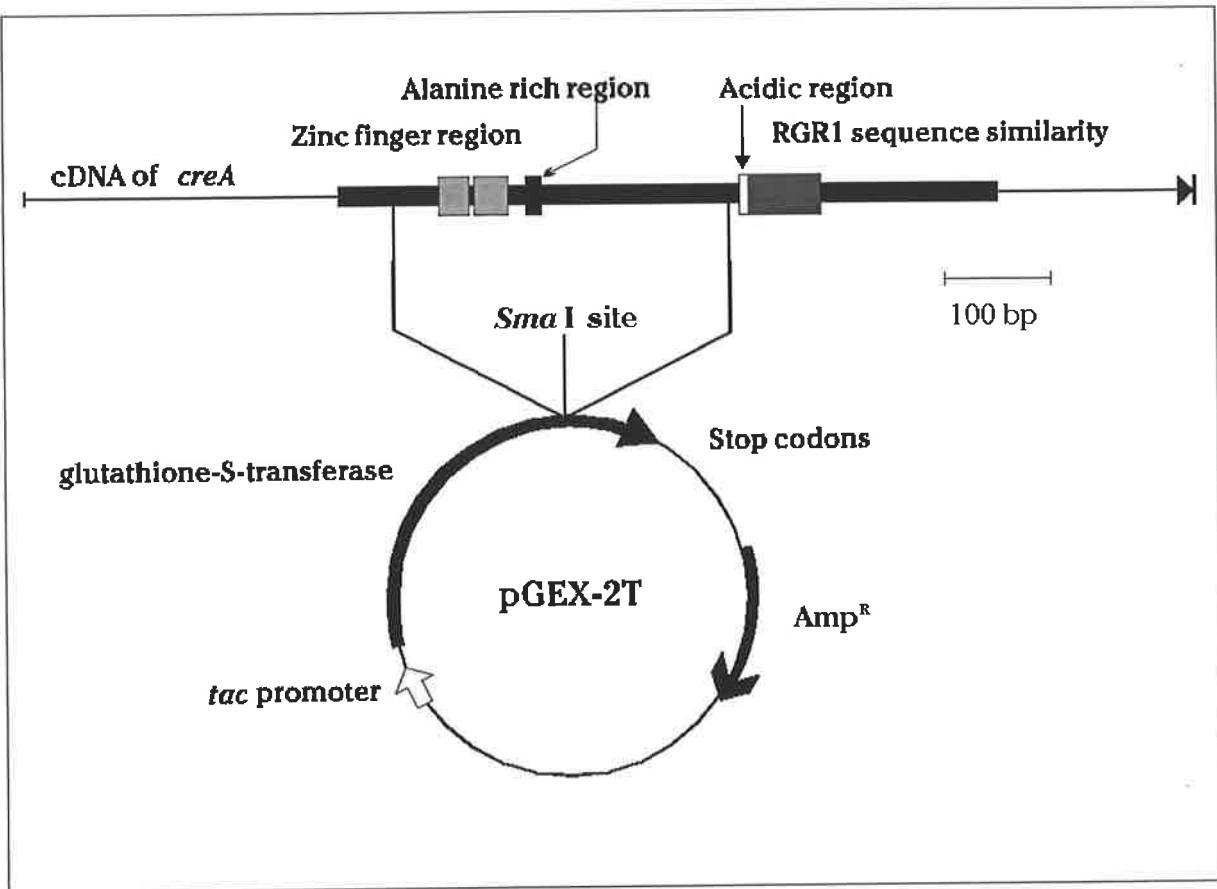 Alanine rich region
Acidic region
Zinc finger region
RGR1 sequence similarity
cDNA of creA
Sma I site
100 bp
Stop codons
glutathione-S-transferase
pGEX-2T
Amp^R
tac promoter